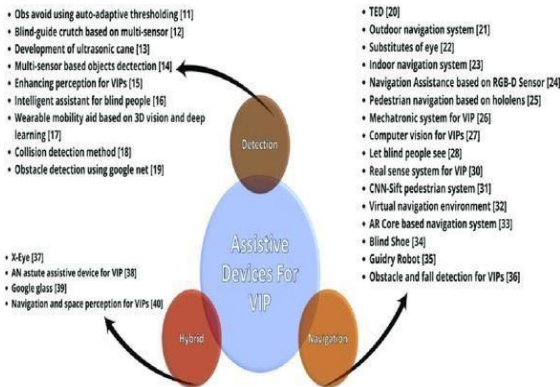 • Obs avoid using auto-adaptive thresholding [11]
• Blind-guide crutch based on multi-sensor [12]
• Development of ultrasonic cane [13]
• Multi-sensor based objects dectection [14]
• Enhancing perception for VIPs [15]
• Intelligent assistant for blind people [16]
• Wearable mobility aid based on 3D vision and deep
learning [17]
• Collision detection method [18]
• Obstacle detection using google net [19]
• TED [20]
• Outdoor navigation system [21]
• Substitutes of eye [22]
• Indoor navigation system [23]
• Navigation Assistance based on RGB-D Sensor [24]
• Pedestrian navigation based on hololens [25]
• Mechatronic system for VIP [26]
• Computer vision for VIPs [27]
• Let blind people see [28]
• Real sense system for VIP [30]
• CNN-Sift pedestrian system [31]
• Virtual navigation environment [32]
• AR Core based navigation system [33]
• Blind Shoe [34]
• Guidry Robot [35]
• Obstacle and fall detection for VIPs [36]
Detection
Assistive
Devices For
VIP
• X-Eye [37]
• AN astute assistive device for VIP [38]
• Google glass [39]
• Navigation and space perception for VIPs [40]
Hybrid
Navigation